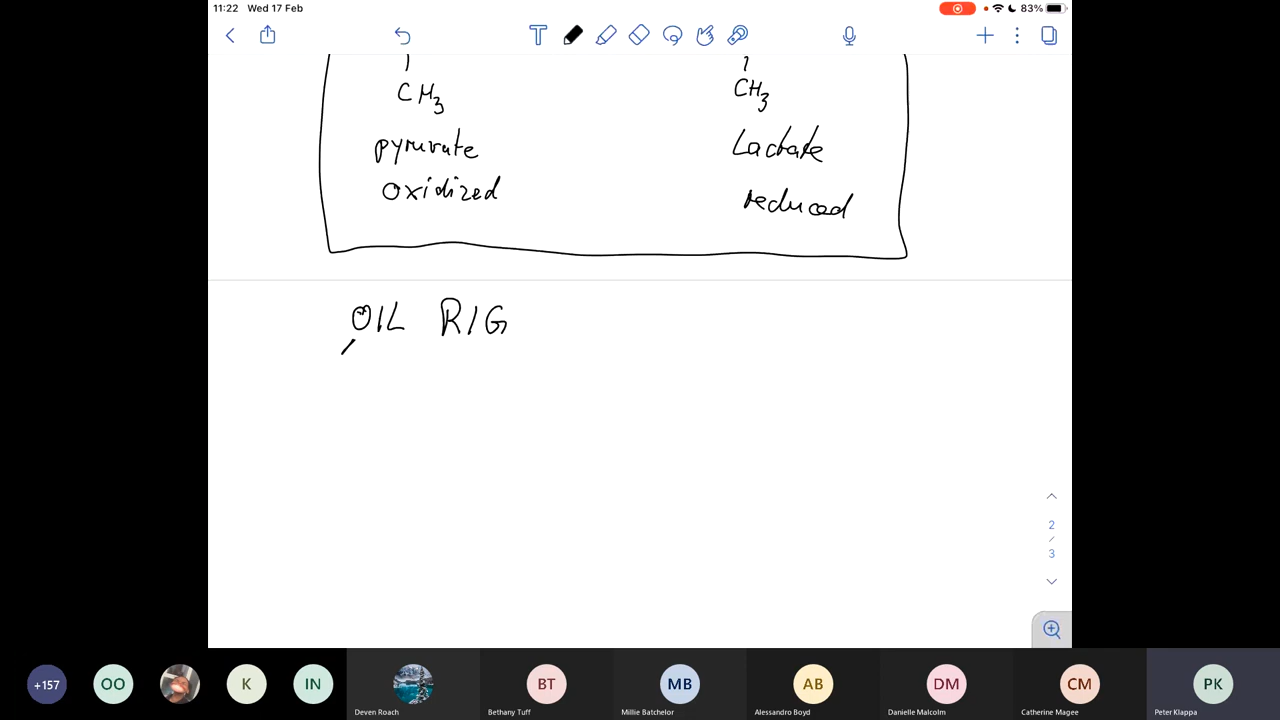 11:22 Wed 17 Feb
83%
CH3 CH3
pyruvate Lactate
oxidized reduced
OIL RIG
2
/
3
+157 OO K IN BT MB AB DM CM PK
Deven Roach Bethany Tuff Millie Batchelor Alessandro Boyd Danielle Malcolm Catherine Magee Peter Klappa